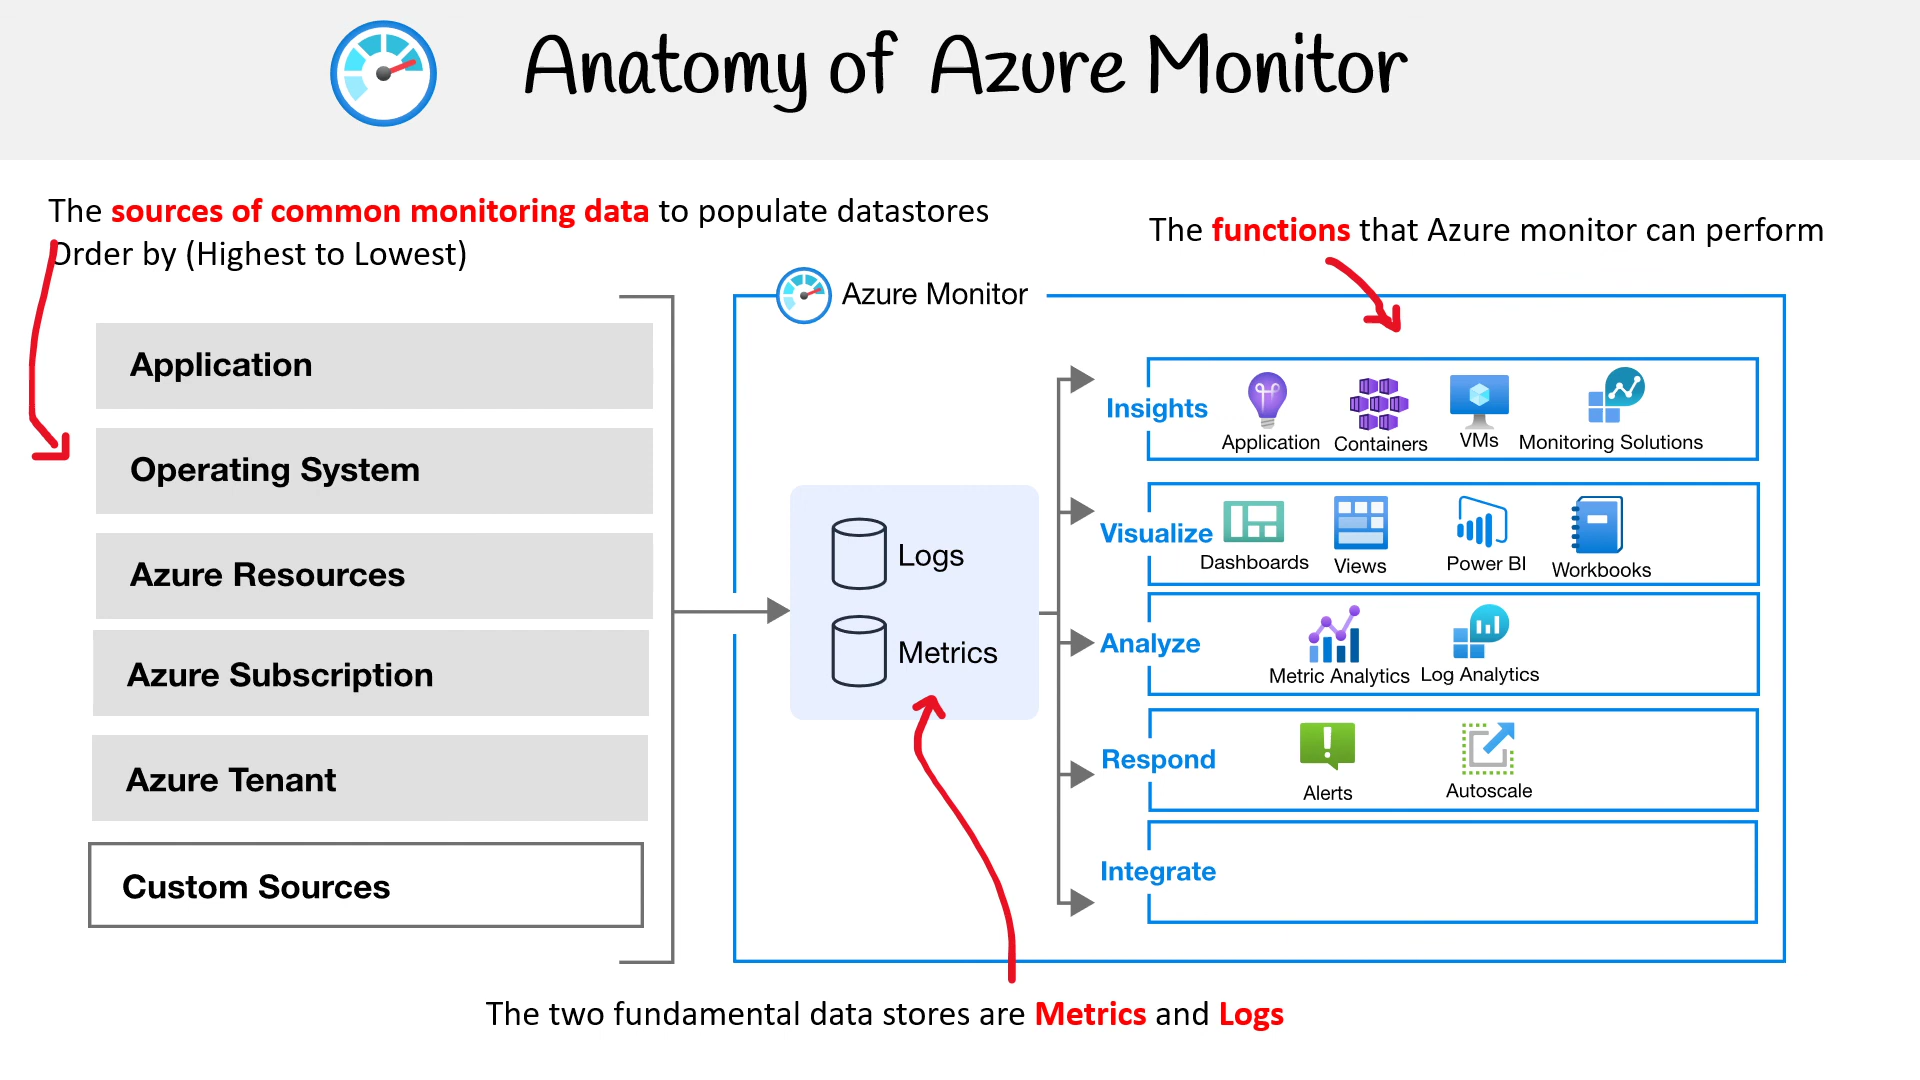 Anatomy of Azure Monitor
The sources of common monitoring data to populate datastores
Order by (Highest to Lowest)
The functions that Azure monitor can perform
Application
Operating System
Azure Resources
Azure Subscription
Azure Tenant
Custom Sources
Azure Monitor
Logs
Metrics
Insights
Application
Containers
VMs
Monitoring Solutions
Visualize
Dashboards
Views
Power BI
Workbooks
Analyze
Metric Analytics
Log Analytics
Respond
Alerts
Autoscale
Integrate
The two fundamental data stores are Metrics and Logs